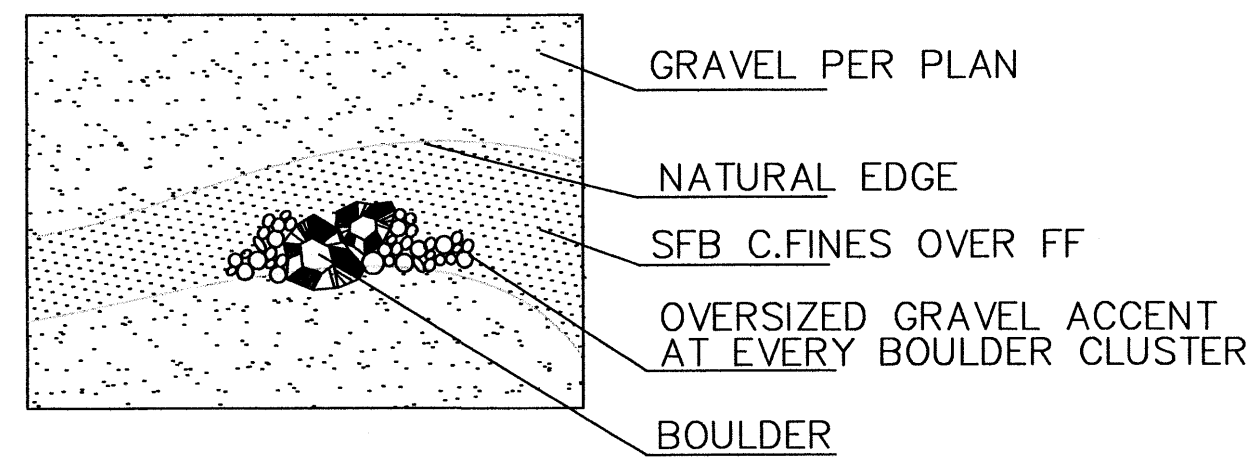 GRAVEL PER PLAN
NATURAL EDGE
SFB C.FINES OVER FF
OVERSIZED GRAVEL ACCENT
AT EVERY BOULDER CLUSTER
BOULDER